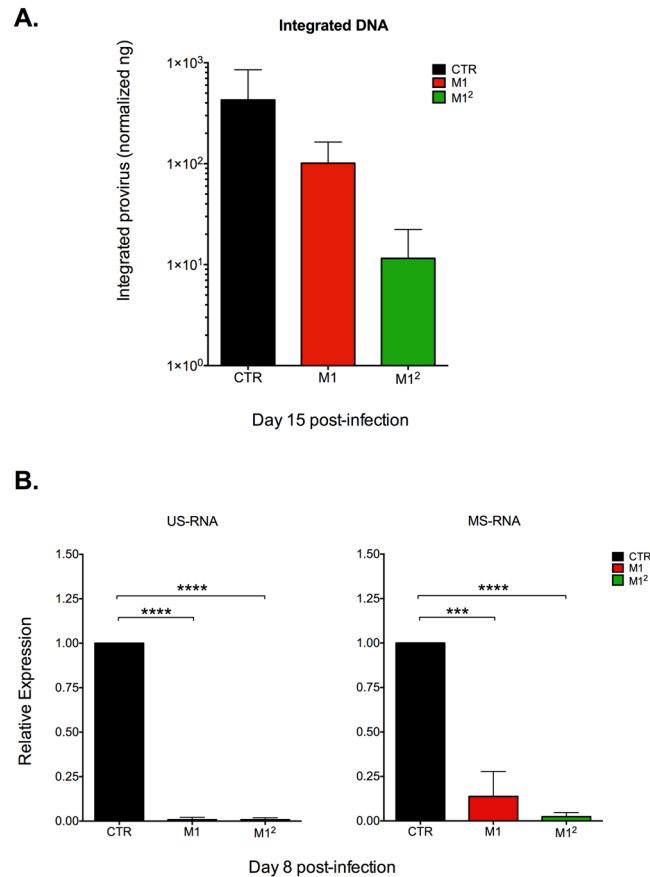 A.
Integrated DNA
Integrated provirus (normalized ng)
1×10³
1×10²
1×10¹
1×10⁰
CTR
M1
M1²
CTR M1 M1²
Day 15 post-infection
B.
US-RNA
Relative Expression
1.50
1.25
1.00
0.75
0.50
0.25
0.00
****
****
CTR M1 M1²
MS-RNA
1.50
1.25
1.00
0.75
0.50
0.25
0.00
****
***
CTR M1 M1²
CTR
M1
M1²
Day 8 post-infection